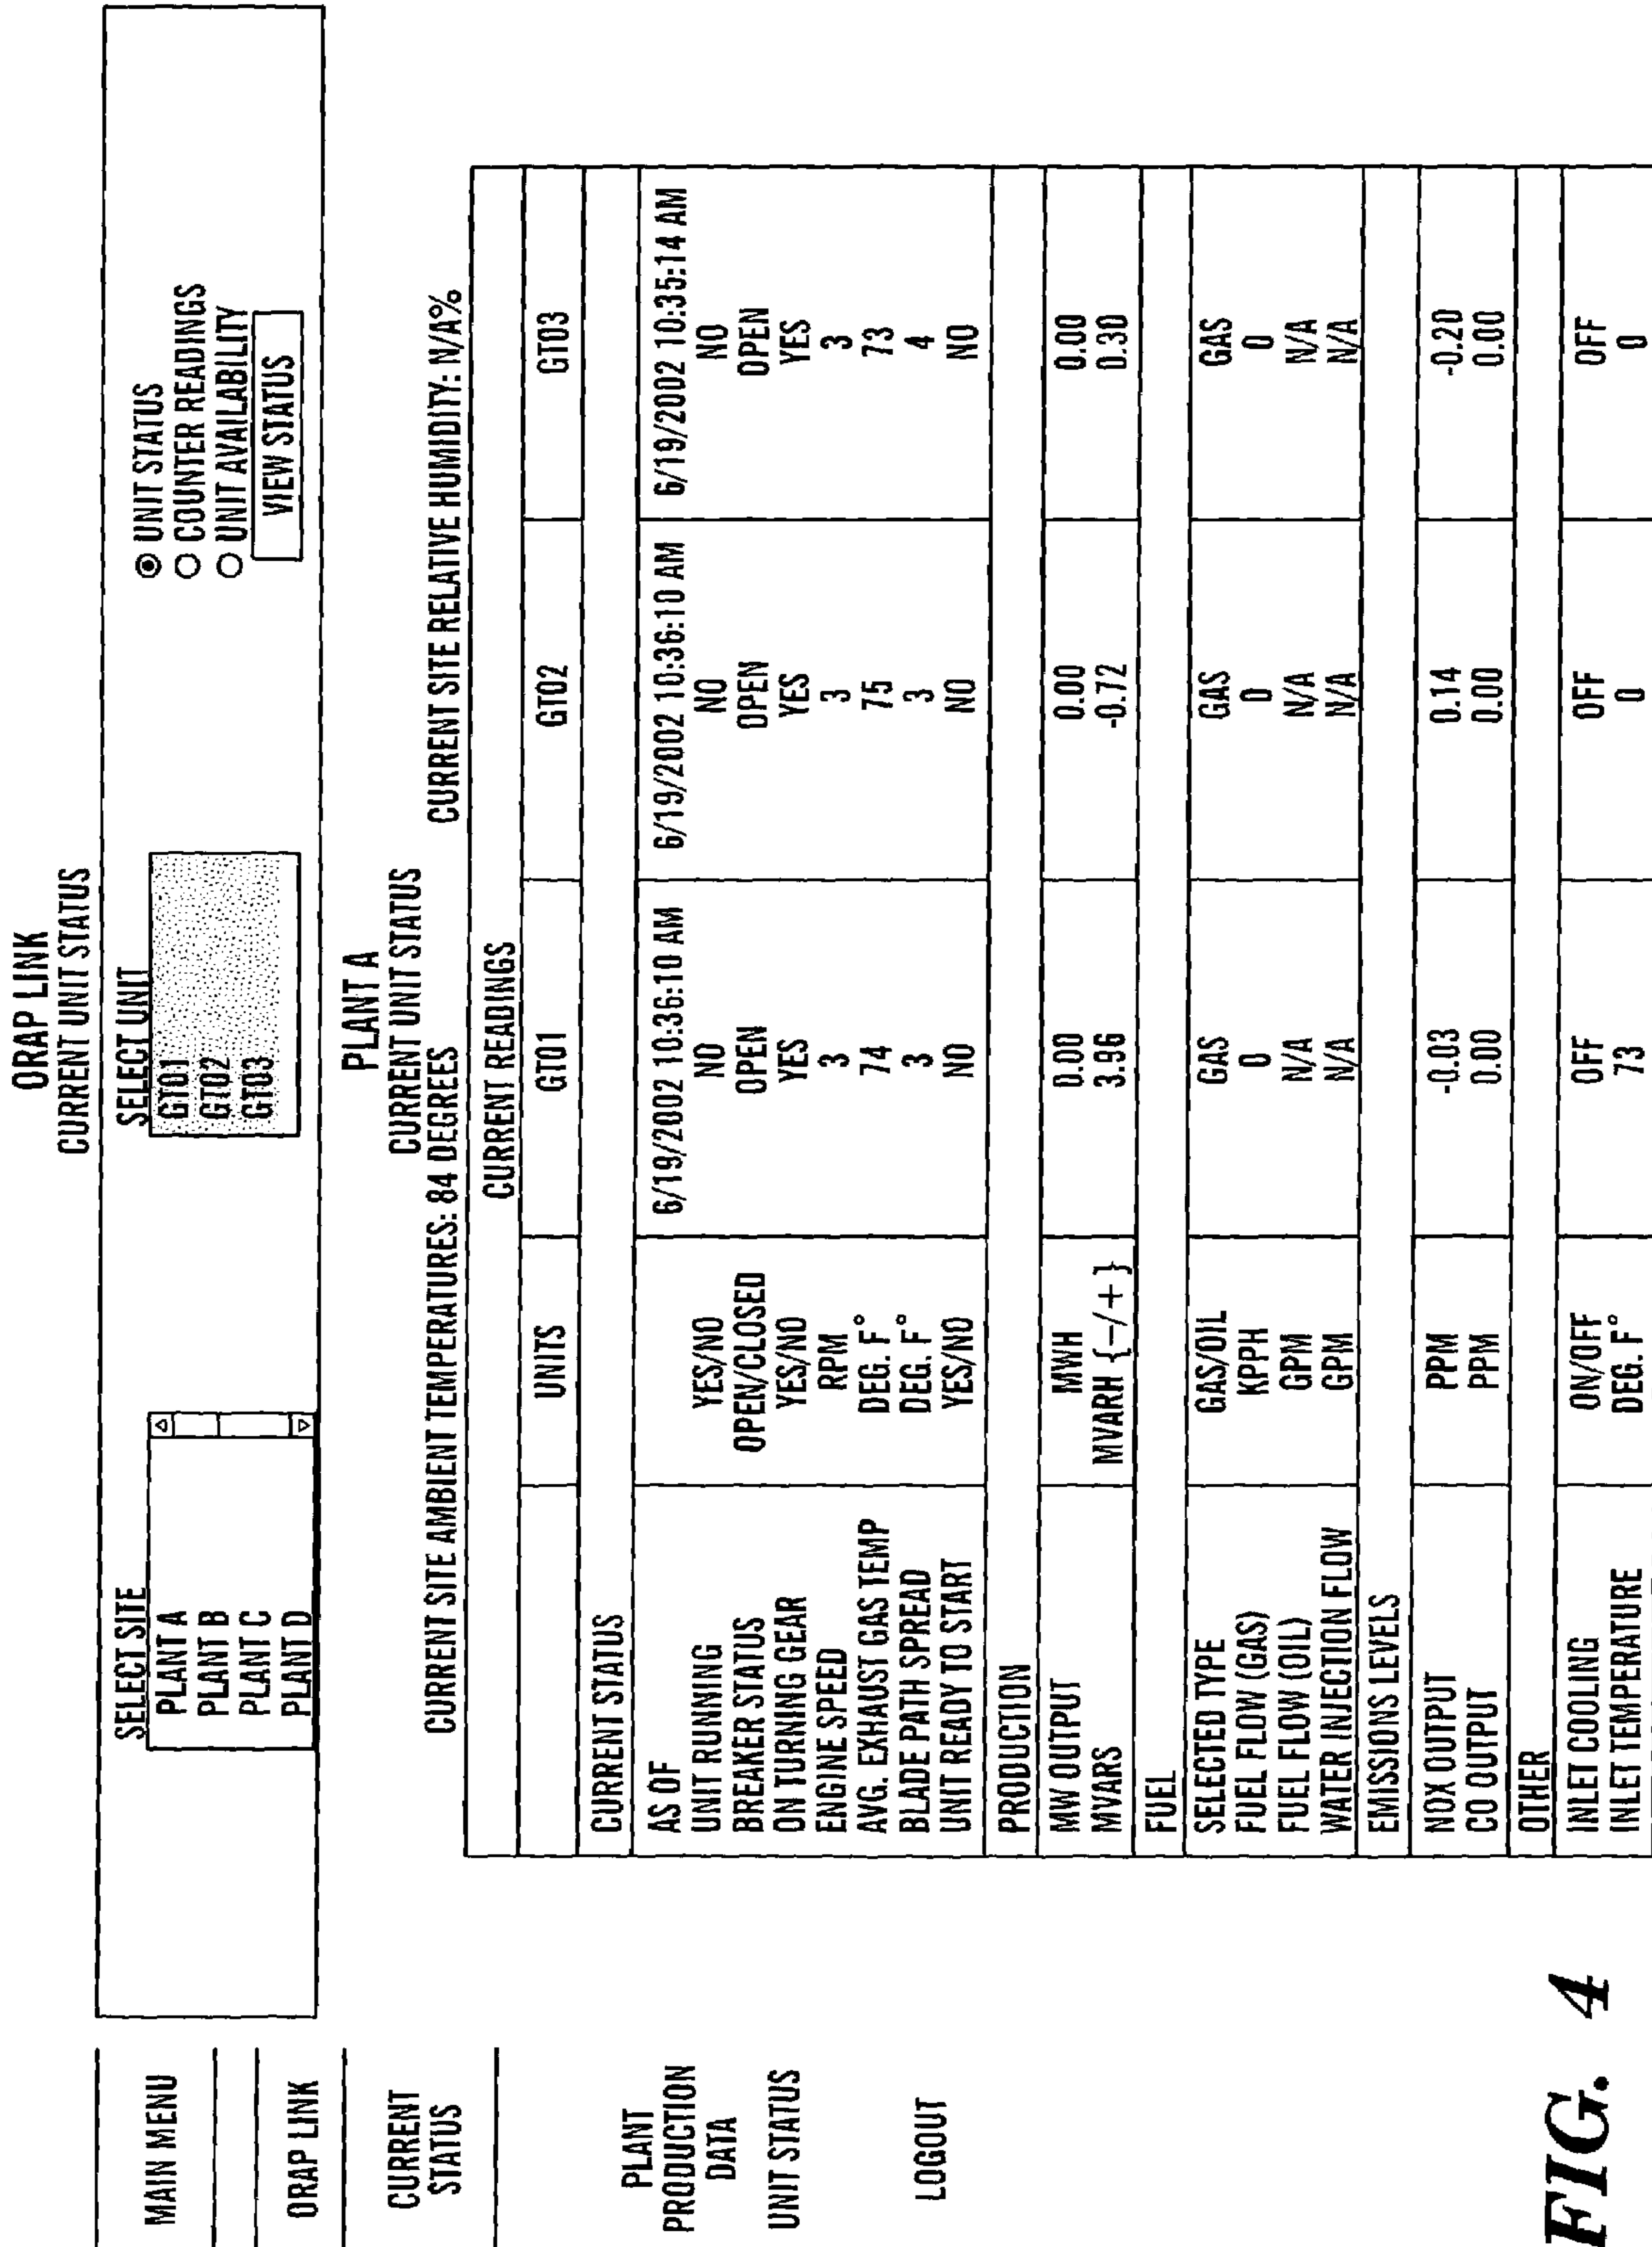 ORAP LINK
CURRENT UNIT STATUS
MAIN MENU
ORAP LINK
CURRENT
STATUS
PLANT
PRODUCTION
DATA
UNIT STATUS
LOGOUT
SELECT SITE
PLANT A
PLANT B
PLANT C
PLANT D
SELECT UNIT
GT01
GT02
GT03
UNIT STATUS
COUNTER READINGS
UNIT AVAILABILITY
VIEW STATUS
PLANT A
CURRENT UNIT STATUS
CURRENT SITE AMBIENT TEMPERATURES: 84 DEGREES CURRENT SITE RELATIVE HUMIDITY: N/A%
CURRENT READINGS
UNITS GT01 GT02 GT03
CURRENT STATUS
AS OF 6/19/2002 10:36:10 AM 6/19/2002 10:36:10 AM 6/19/2002 10:35:14 AM
UNIT RUNNING YES/NO NO NO NO
BREAKER STATUS OPEN/CLOSED OPEN OPEN OPEN
ON TURNING GEAR YES/NO YES YES YES
ENGINE SPEED RPM 3 3 3
AVG. EXHAUST GAS TEMP DEG. F° 74 75 73
BLADE PATH SPREAD DEG. F° 3 3 4
UNIT READY TO START YES/NO NO NO NO
PRODUCTION
MW OUTPUT MWH 0.00 0.00 0.00
MVARS MVARH {-/+} 3.96 -0.72 0.30
FUEL
SELECTED TYPE GAS/OIL GAS GAS GAS
FUEL FLOW (GAS) KPPH 0 0 0
FUEL FLOW (OIL) GPM N/A N/A N/A
WATER INJECTION FLOW GPM N/A N/A N/A
EMISSIONS LEVELS
NOX OUTPUT PPM -0.03 0.14 -0.20
CO OUTPUT PPM 0.00 0.00 0.00
OTHER
INLET COOLING ON/OFF OFF OFF OFF
INLET TEMPERATURE DEG. F° 73 0 0
FIG. 4